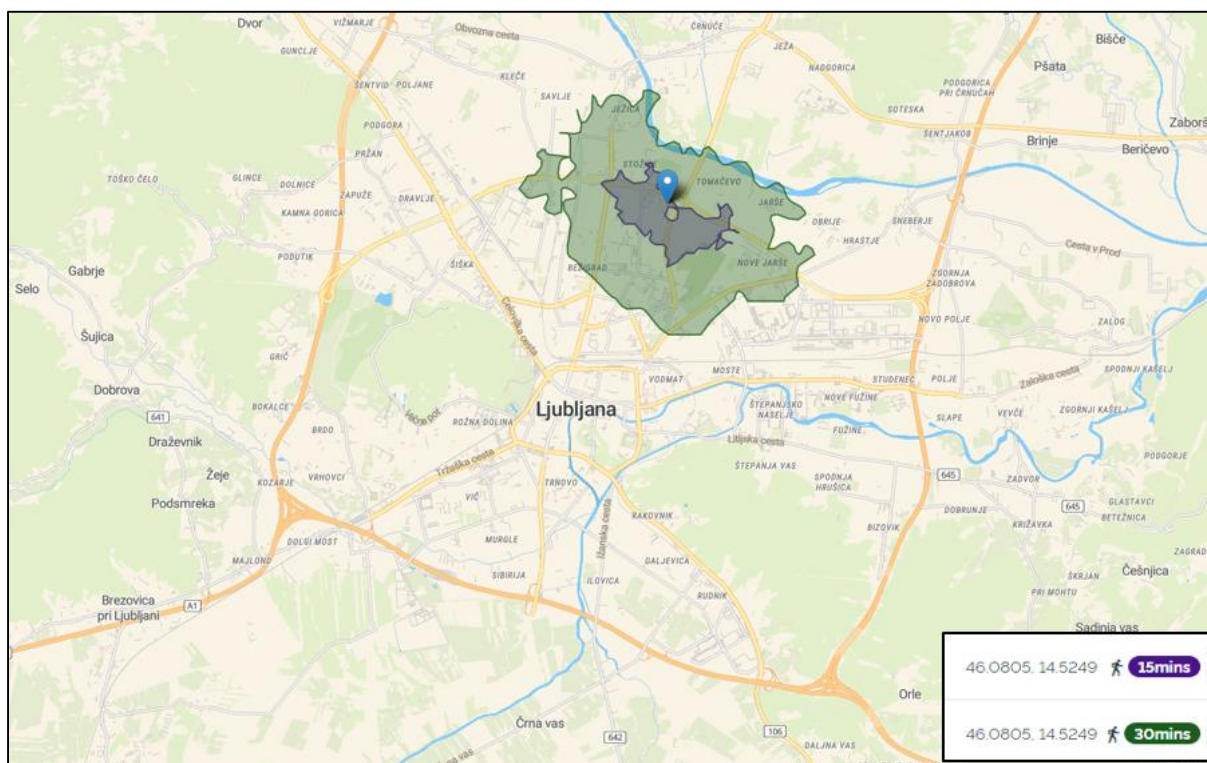 Dvor
VIŽMARJE
Obvozna cesta
ČRNUČE
JEŽA
Bišče
GUNCLJE
NADGORICA
Pšata
ŠENTVID
POLJANE
KLEČE
SAVLJE
JEŽICA
PODGORICA
PRI ČRNUČAH
SOTESKA
Zaborš
PODGORA
ŠENTJAKOB
Brinje
Beričevo
PRŽAN
STOŽICE
TOŠKO ČELO
GLINCE
DOLNICE
ZAPUŽE
DRAVLJE
TOMAČEVO
KAMNA GORICA
JARŠE
OBRIJE
SNEBERJE
HRASTJE
Cesta v Prod
PODUTIK
ŠIŠKA
BEŽIGRAD
NOVE JARŠE
Gabrje
ZGORNJA
ZADOBROVA
Selo
Celovška cesta
NOVO POLJE
ZALOG
Šujica
GRIČ
SPODNJI KAŠELJ
Dobrova
VODMAT
MOSTE
STUDENEC
POLJE
Zaloška cesta
641
BOKALCE
Večna pot
Ljubljana
ŠTEPANJSKO
NASELJE
NOVE FUŽINE
ZGORNJI KAŠELJ
Draževnik
BRDO
ROŽNA DOLINA
FUŽINE
SLAPE
VEVČE
Litijska cesta
Tržaška cesta
PODGORJE
Žeje
KOZARJE
VRHOVCI
ŠTEPANJA VAS
SPODNJA
HRUŠICA
645
ZADVOR
Podsmreka
VIČ
TRNOVO
GLASTAVCI
BETEŽNICA
645
DOBRUNJE
RAKOVNIK
KRIŽAVKA
DOLGI MOST
MURGLE
BIZOVIK
Ižanska cesta
ZAGRAD
MAJLOND
SIBIRIJA
ILOVICA
GALJEVICA
ŠKRJAN
Češnjica
RUDNIK
PRI MOHTU
Brezovica
pri Ljubljani
A1
Sadinja vas
46.0805, 14.5249 15mins
Orle
Črna vas
642
106
DALJNA VAS
46.0805, 14.5249 30mins